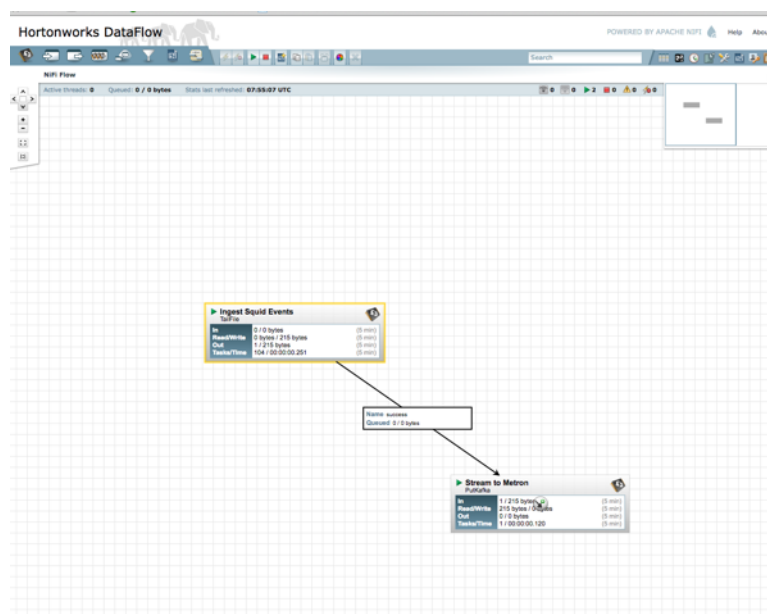 Hortonworks DataFlow
POWERED BY APACHE NIFI Help Abou
Search
NiFi Flow
Active threads: 0 Queued: 0 / 0 bytes Stats last refreshed: 07:55:07 UTC 0 0 2 0 0 0
Ingest Squid Events
TailFile
In 0 / 0 bytes (5 min)
Read/Write 0 bytes / 215 bytes (5 min)
Out 1 / 215 bytes (5 min)
Tasks/Time 104 / 00:00:00.251 (5 min)
Name success
Queued 0 / 0 bytes
Stream to Metron
PutKafka
In 1 / 215 bytes (5 min)
Read/Write 215 bytes / 0 bytes (5 min)
Out 0 / 0 bytes (5 min)
Tasks/Time 1 / 00:00:00.120 (5 min)